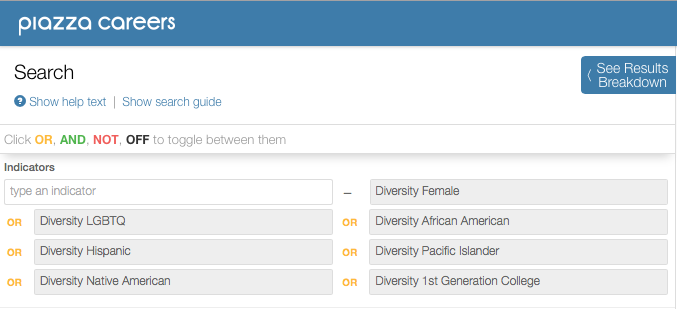 piazza careers
Search
See Results
Breakdown
Show help text | Show search guide
Click OR, AND, NOT, OFF to toggle between them
Indicators
type an indicator – Diversity Female
OR Diversity LGBTQ OR Diversity African American
OR Diversity Hispanic OR Diversity Pacific Islander
OR Diversity Native American OR Diversity 1st Generation College